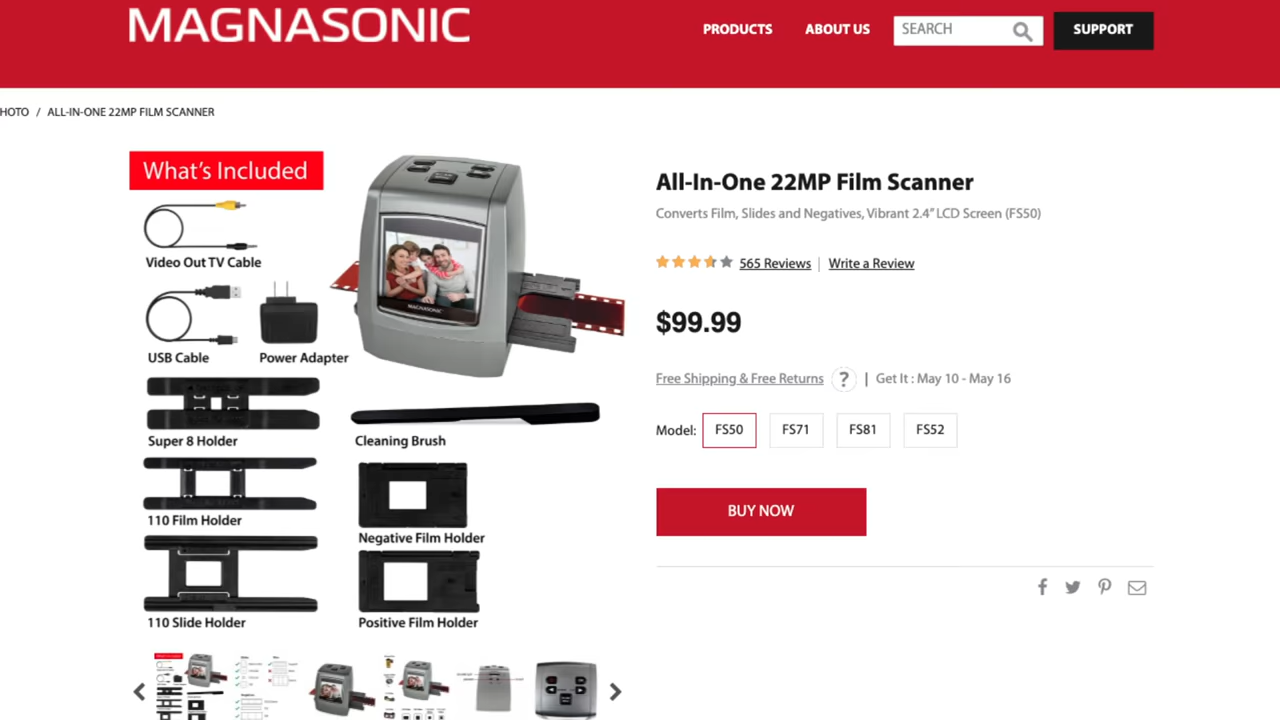 MAGNASONIC
PRODUCTS
ABOUT US
SEARCH
SUPPORT
HOTO / ALL-IN-ONE 22MP FILM SCANNER
What's Included
Video Out TV Cable
USB Cable
Power Adapter
MAGNASONIC
Super 8 Holder
Cleaning Brush
110 Film Holder
Negative Film Holder
110 Slide Holder
Positive Film Holder
All-In-One 22MP Film Scanner
Converts Film, Slides and Negatives, Vibrant 2.4” LCD Screen (FS50)
565 Reviews | Write a Review
$99.99
Free Shipping & Free Returns ? | Get It : May 10 - May 16
Model: FS50 FS71 FS81 FS52
BUY NOW